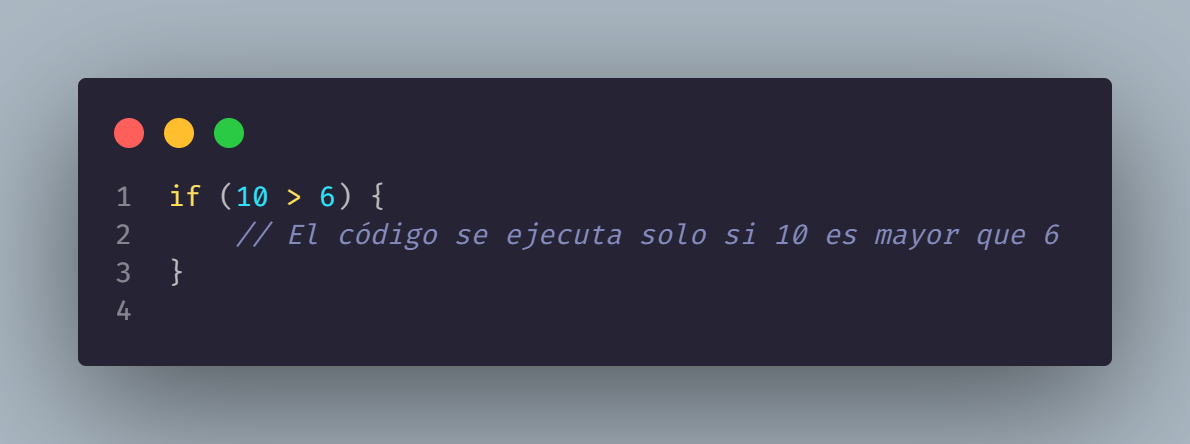 1 if (10 > 6) {
2 // El código se ejecuta solo si 10 es mayor que 6
3 }
4